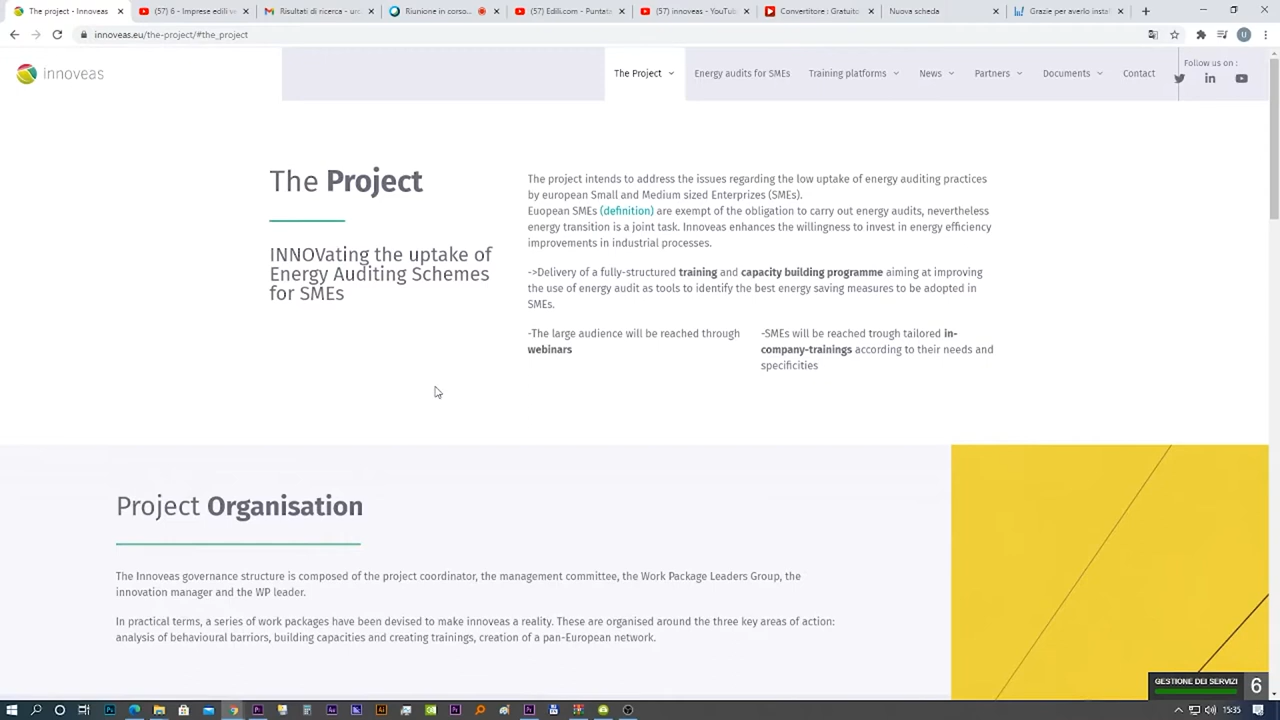 The project - Innoveas
(57) 6 - Imprese edili ve
Risultati di ricerca - urc
Riunione in corso...
(57) Edili.com - Puntata
(57) innoveas - YouTube
Convertitore : Gratuito
Nuova scheda
Grazie per averlo instal
innoveas.eu/the-project/#the_project
U
innoveas
The Project
Energy audits for SMEs
Training platforms
News
Partners
Documents
Contact
Follow us on :
The Project
INNOVating the uptake of
Energy Auditing Schemes
for SMEs
The project intends to address the issues regarding the low uptake of energy auditing practices
by european Small and Medium sized Enterprizes (SMEs).
Euopean SMEs (definition) are exempt of the obligation to carry out energy audits, nevertheless
energy transition is a joint task. Innoveas enhances the willingness to invest in energy efficiency
improvements in industrial processes.
->Delivery of a fully-structured training and capacity building programme aiming at improving
the use of energy audit as tools to identify the best energy saving measures to be adopted in
SMEs.
-The large audience will be reached through
webinars
-SMEs will be reached trough tailored in-
company-trainings according to their needs and
specificities
Project Organisation
The Innoveas governance structure is composed of the project coordinator, the management committee, the Work Package Leaders Group, the
innovation manager and the WP leader.
In practical terms, a series of work packages have been devised to make innoveas a reality. These are organised around the three key areas of action:
analysis of behavioural barriers, building capacities and creating trainings, creation of a pan-European network.
GESTIONE DEI SERVIZI
6
13:35